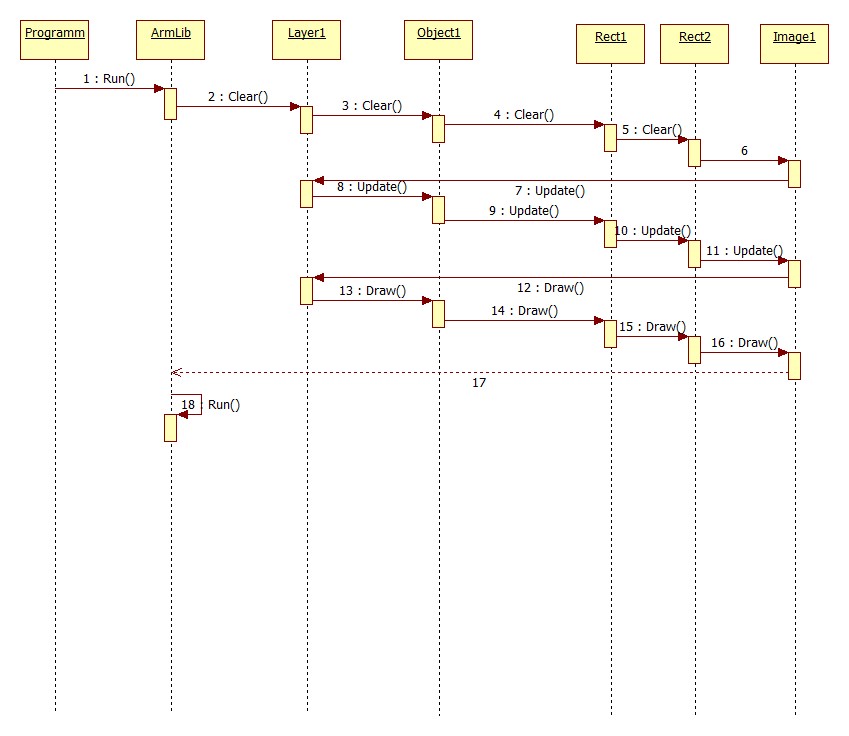 Programm
ArmLib
Layer1
Object1
Rect1
Rect2
Image1
1 : Run()
2 : Clear()
3 : Clear()
4 : Clear()
5 : Clear()
6
7 : Update()
8 : Update()
9 : Update()
10 : Update()
11 : Update()
12 : Draw()
13 : Draw()
14 : Draw()
15 : Draw()
16 : Draw()
17
18 : Run()